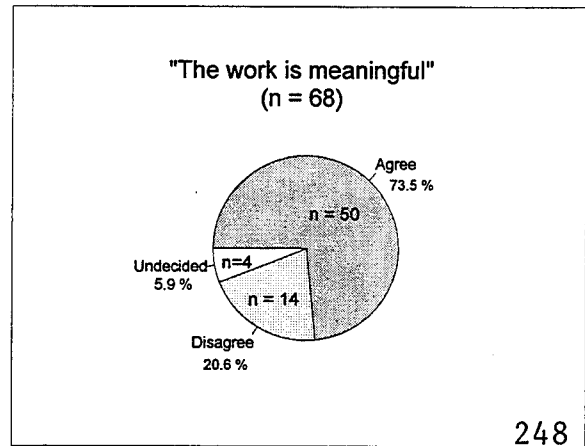 "The work is meaningful"
(n = 68)
Agree
73.5 %
n = 50
Undecided
5.9 %
n=4
n = 14
Disagree
20.6 %
248